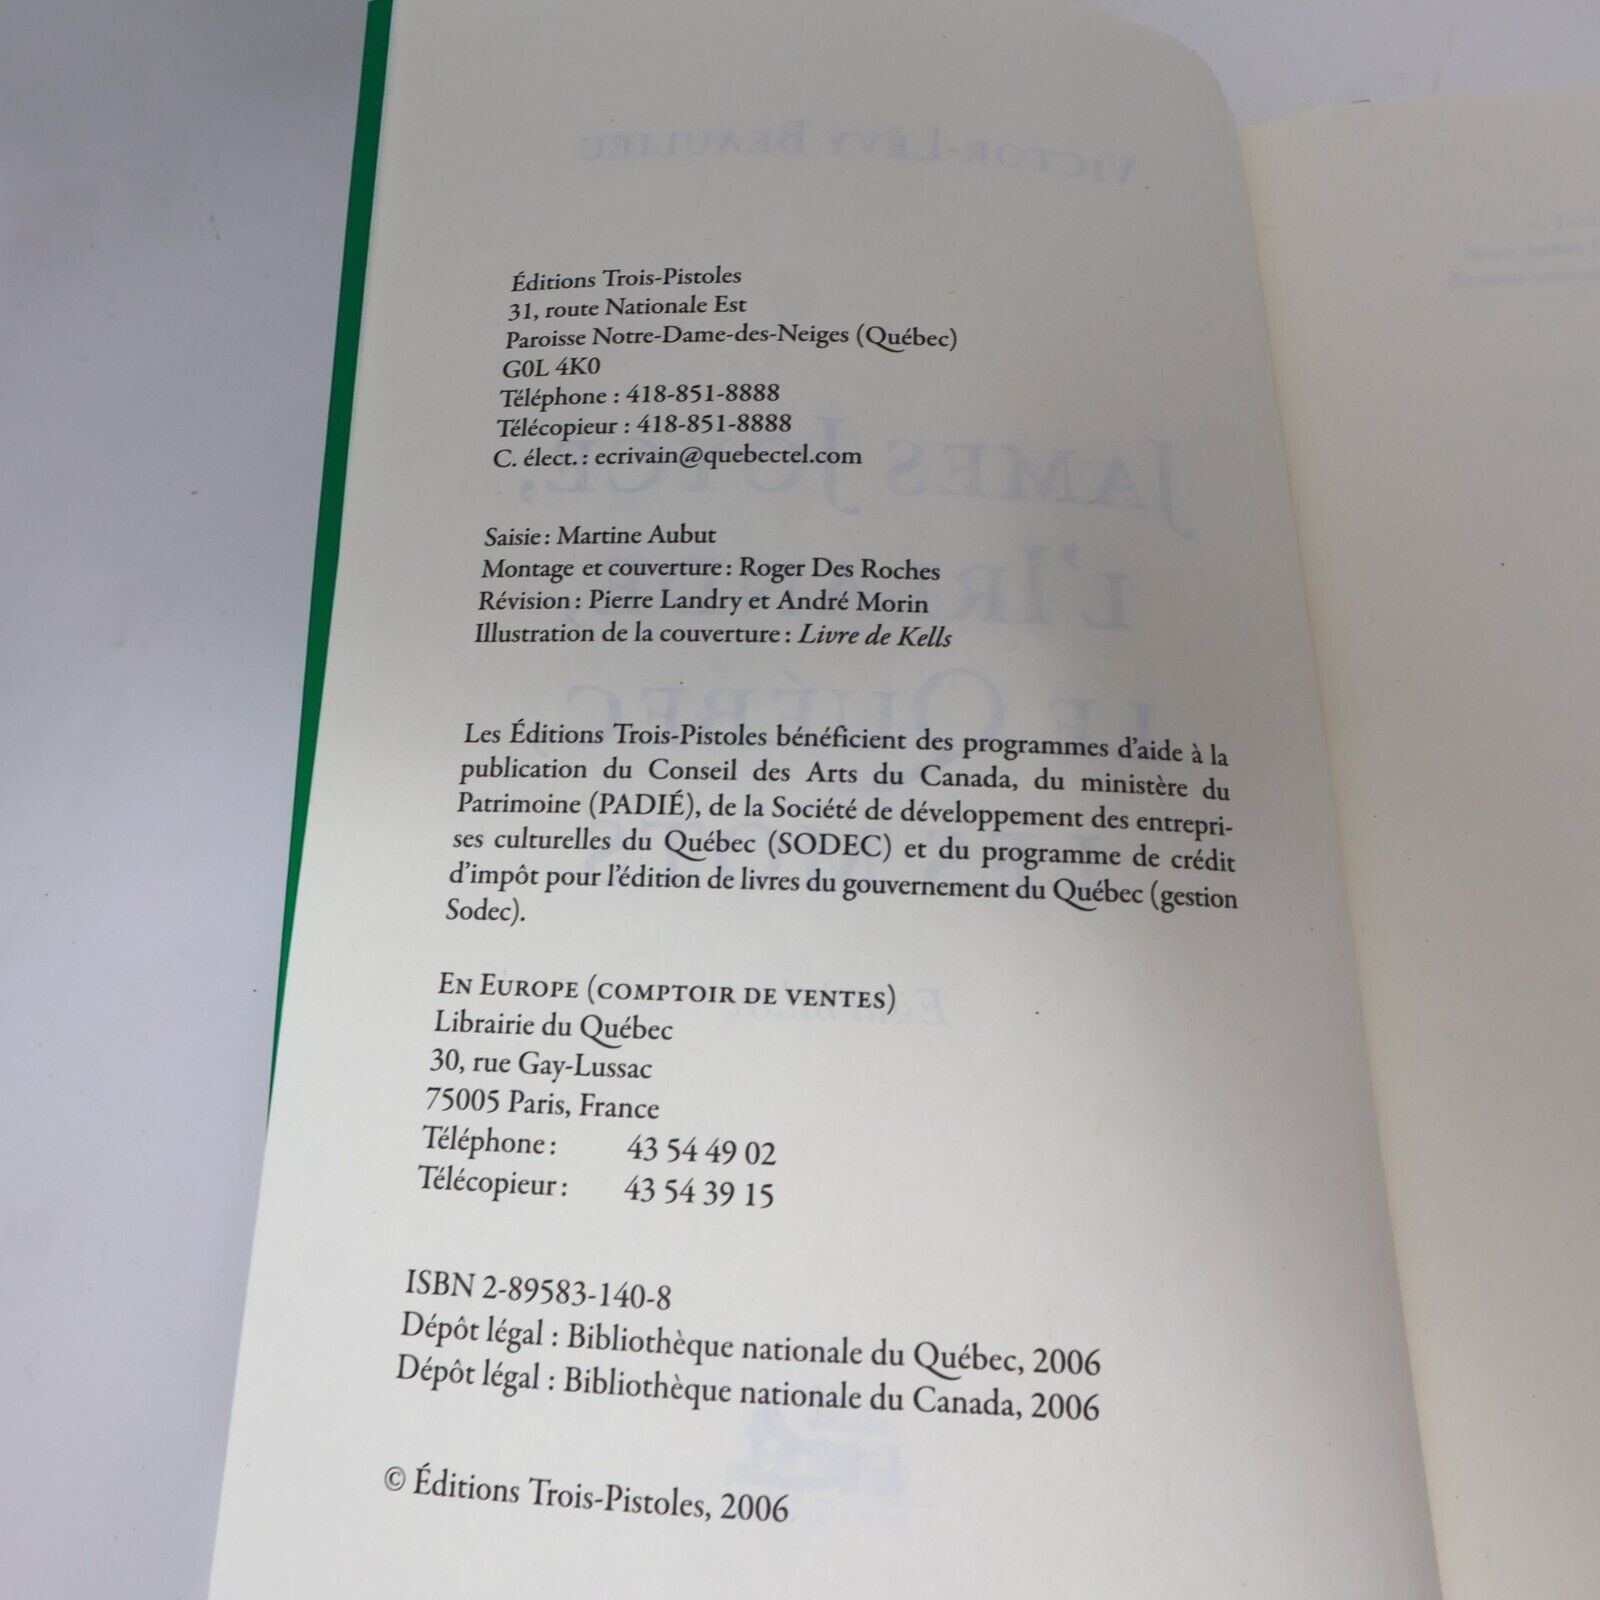 Éditions Trois-Pistoles
31, route Nationale Est
Paroisse Notre-Dame-des-Neiges (Québec)
G0L 4K0
Téléphone : 418-851-8888
Télécopieur : 418-851-8888
C. élect. : ecrivain@quebectel.com
Saisie : Martine Aubut
Montage et couverture : Roger Des Roches
Révision : Pierre Landry et André Morin
Illustration de la couverture : Livre de Kells
Les Éditions Trois-Pistoles bénéficient des programmes d'aide à la
publication du Conseil des Arts du Canada, du ministère du
Patrimoine (PADIÉ), de la Société de développement des entrepri-
ses culturelles du Québec (SODEC) et du programme de crédit
d'impôt pour l'édition de livres du gouvernement du Québec (gestion
Sodec).
EN EUROPE (COMPTOIR DE VENTES)
Librairie du Québec
30, rue Gay-Lussac
75005 Paris, France
Téléphone : 43 54 49 02
Télécopieur : 43 54 39 15
ISBN 2-89583-140-8
Dépôt légal : Bibliothèque nationale du Québec, 2006
Dépôt légal : Bibliothèque nationale du Canada, 2006
© Éditions Trois-Pistoles, 2006
VICTOR-LÉVY BEAULIEU
JAMES JOYCE,
LE QUÉBEC